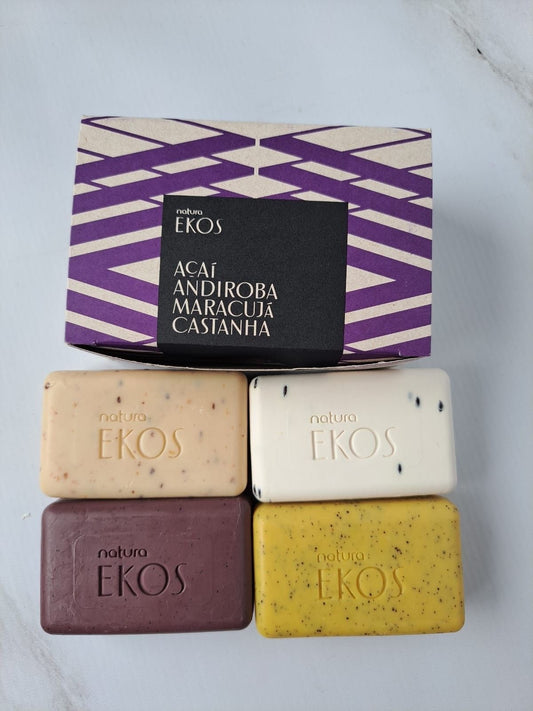 natura
EKOS
AÇAÍ
ANDIROBA
MARACUJÁ
CASTANHA
natura
EKOS
natura
EKOS
natura
EKOS
natura
EKOS